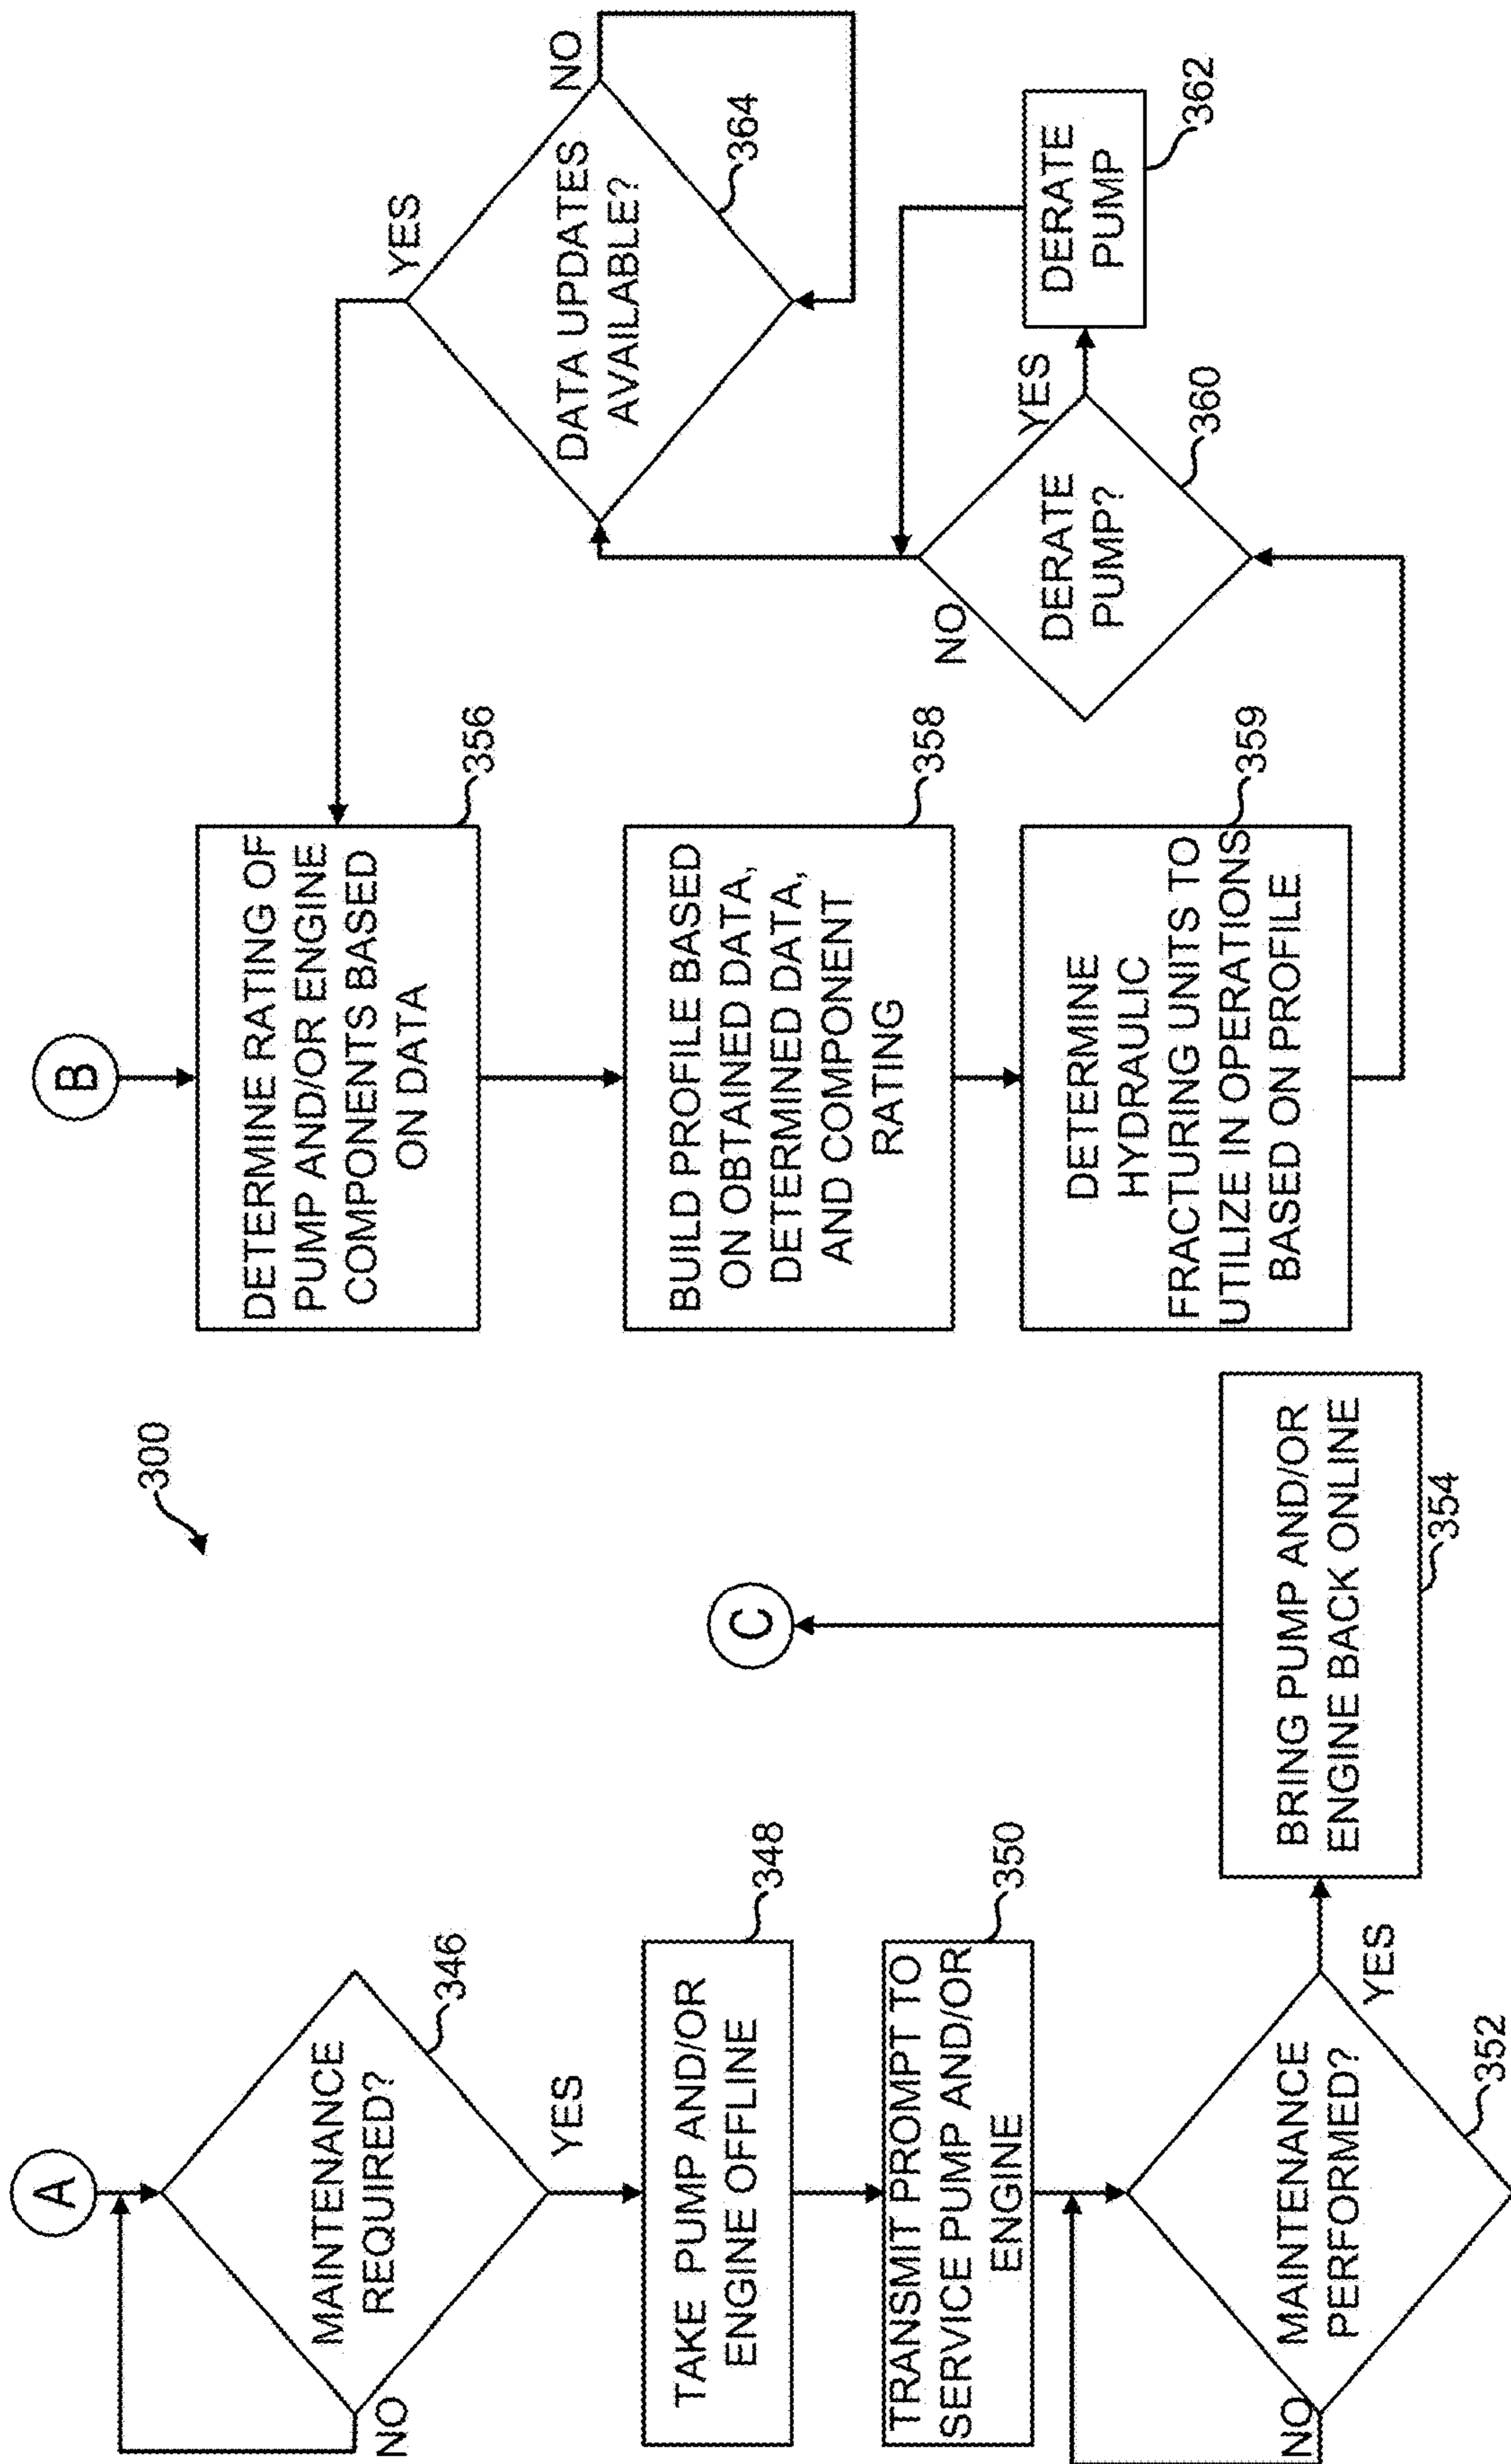 300
A
MAINTENANCE
REQUIRED?
346
NO
YES
TAKE PUMP AND/OR
ENGINE OFFLINE
348
TRANSMIT PROMPT TO
SERVICE PUMP AND/OR
ENGINE
350
MAINTENANCE
PERFORMED?
352
NO
YES
BRING PUMP AND/OR
ENGINE BACK ONLINE
354
C
B
DETERMINE RATING OF
PUMP AND/OR ENGINE
COMPONENTS BASED
ON DATA
356
BUILD PROFILE BASED
ON OBTAINED DATA,
DETERMINED DATA,
AND COMPONENT
RATING
358
DETERMINE
HYDRAULIC
FRACTURING UNITS TO
UTILIZE IN OPERATIONS
BASED ON PROFILE
359
DERATE
PUMP?
360
NO
YES
DERATE
PUMP
362
DATA UPDATES
AVAILABLE?
364
YES
NO